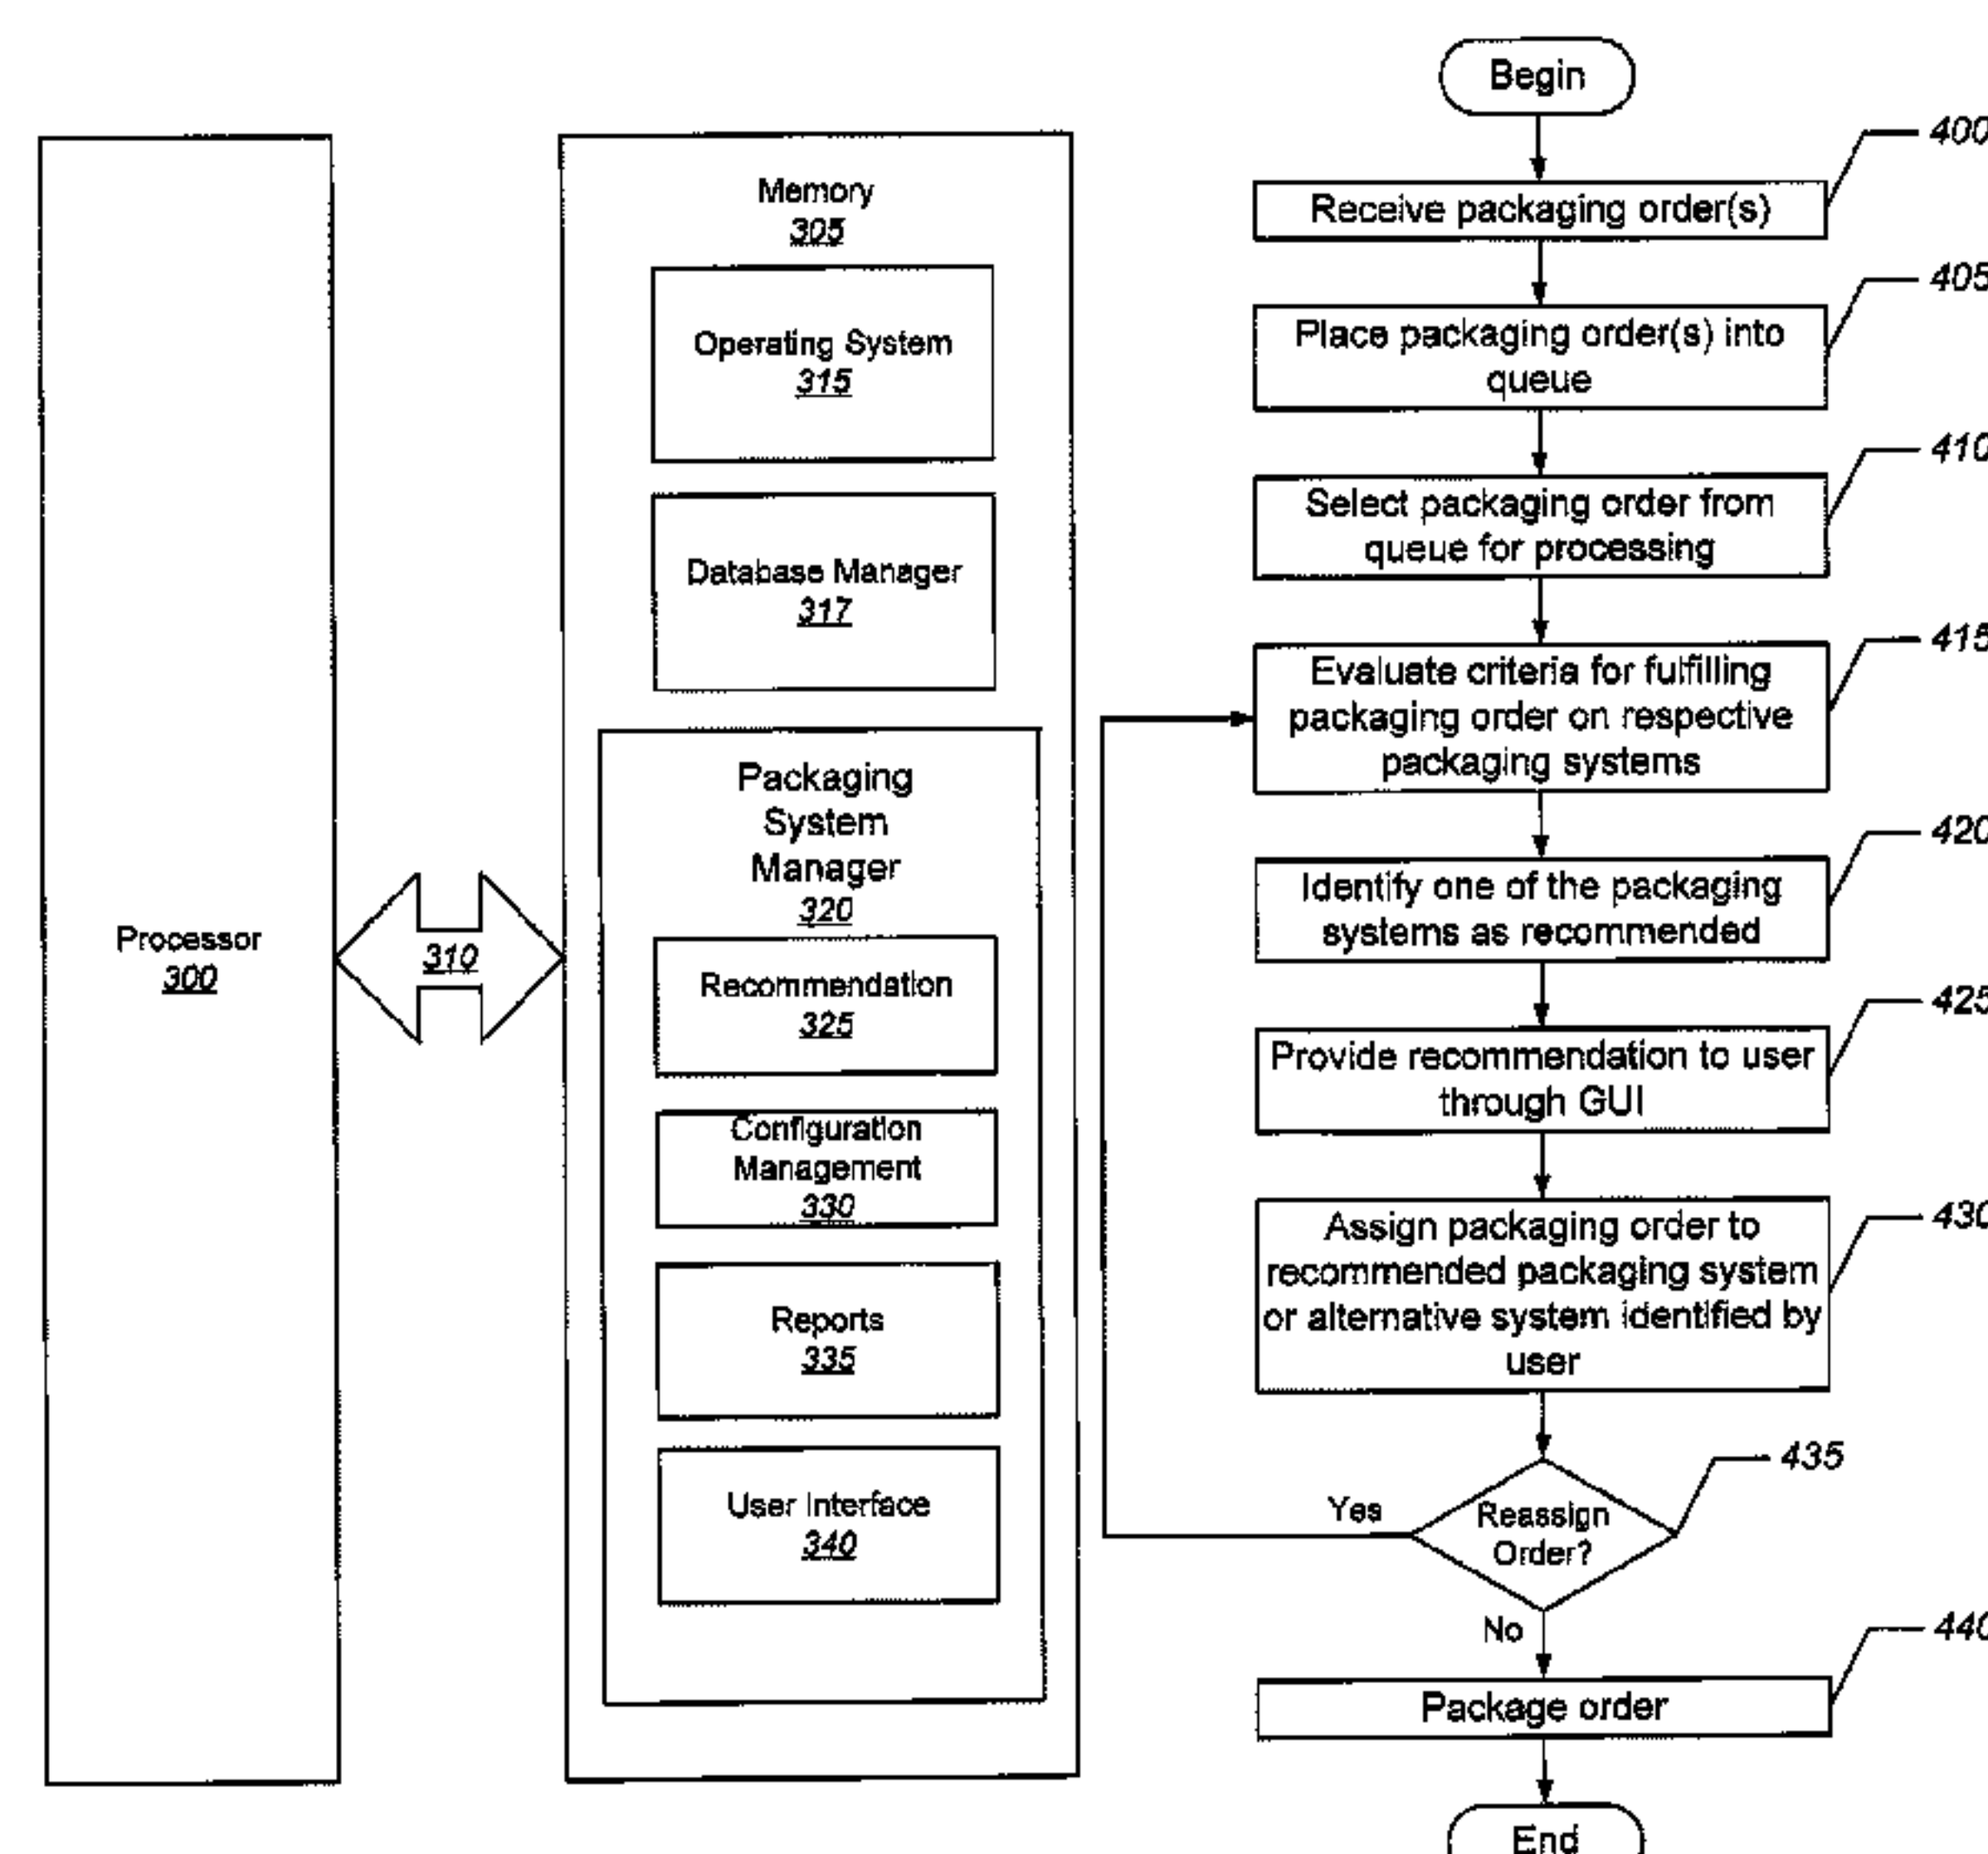 Processor
300
310
Memory
305
Operating System
315
Database Manager
317
Packaging
System
Manager
320
Recommendation
325
Configuration
Management
330
Reports
335
User Interface
340
Begin
400
Receive packaging order(s)
405
Place packaging order(s) into
queue
410
Select packaging order from
queue for processing
415
Evaluate criteria for fulfilling
packaging order on respective
packaging systems
420
Identify one of the packaging
systems as recommended
425
Provide recommendation to user
through GUI
430
Assign packaging order to
recommended packaging system
or alternative system identified by
user
435
Reassign
Order?
Yes
No
440
Package order
End